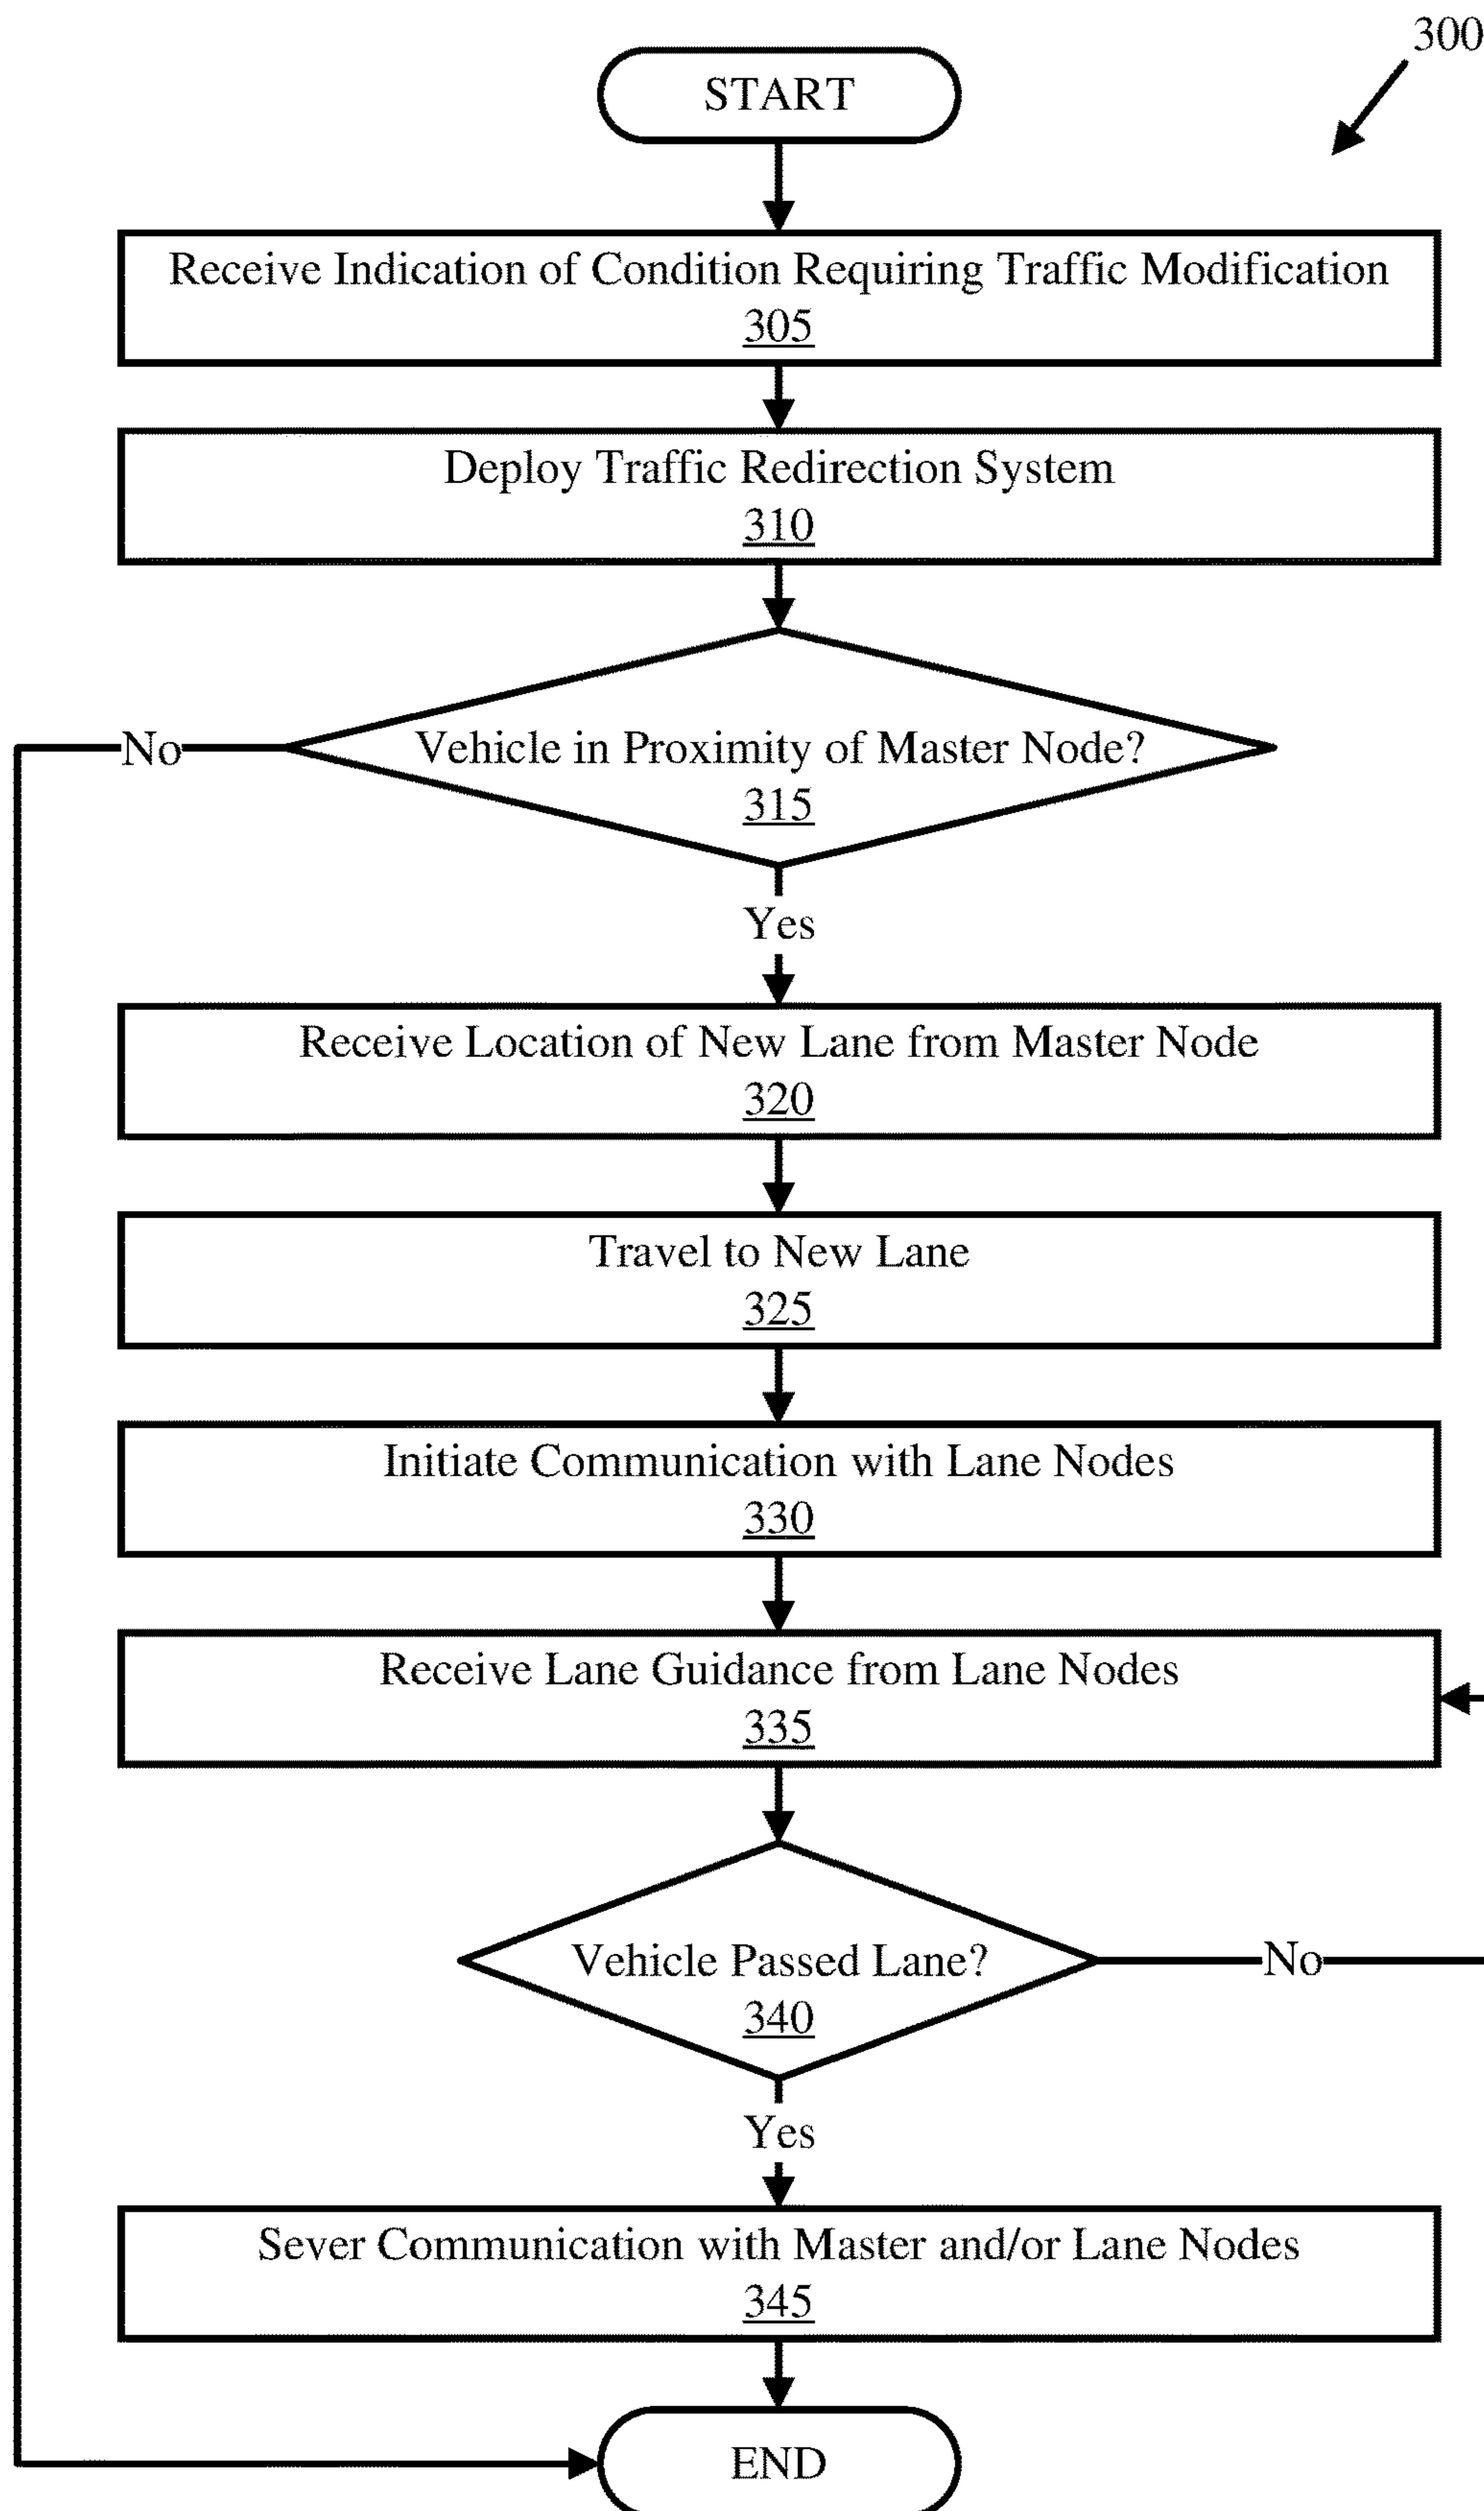 300
START
Receive Indication of Condition Requiring Traffic Modification
305
Deploy Traffic Redirection System
310
No
Vehicle in Proximity of Master Node?
315
Yes
Receive Location of New Lane from Master Node
320
Travel to New Lane
325
Initiate Communication with Lane Nodes
330
Receive Lane Guidance from Lane Nodes
335
Vehicle Passed Lane?
No
340
Yes
Sever Communication with Master and/or Lane Nodes
345
END